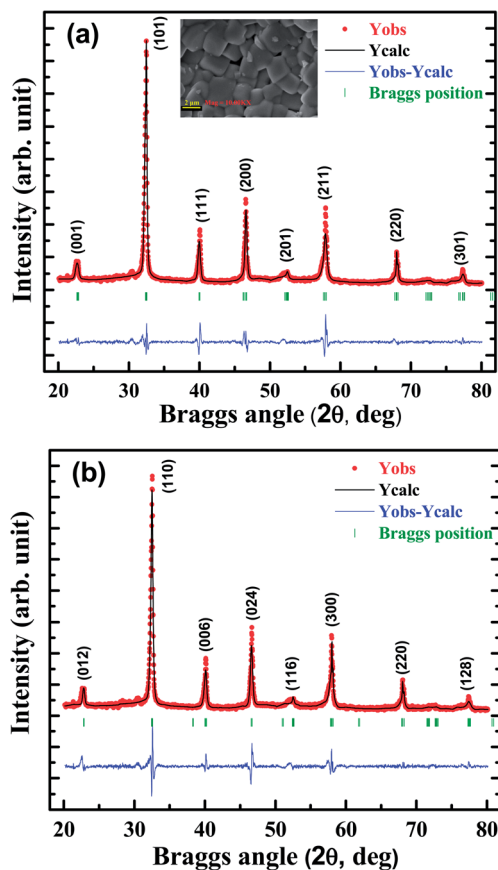 (a)
Yobs
Ycalc
Yobs-Ycalc
Braggs position
2 µm
(101)
(001)
(111)
(200)
(201)
(211)
(220)
(301)
Intensity (arb. unit)
20 30 40 50 60 70 80
Braggs angle (2θ, deg)
(b)
Yobs
Ycalc
Yobs-Ycalc
Braggs position
(110)
(012)
(006)
(024)
(116)
(300)
(220)
(128)
Intensity (arb. unit)
20 30 40 50 60 70 80
Braggs angle (2θ, deg)